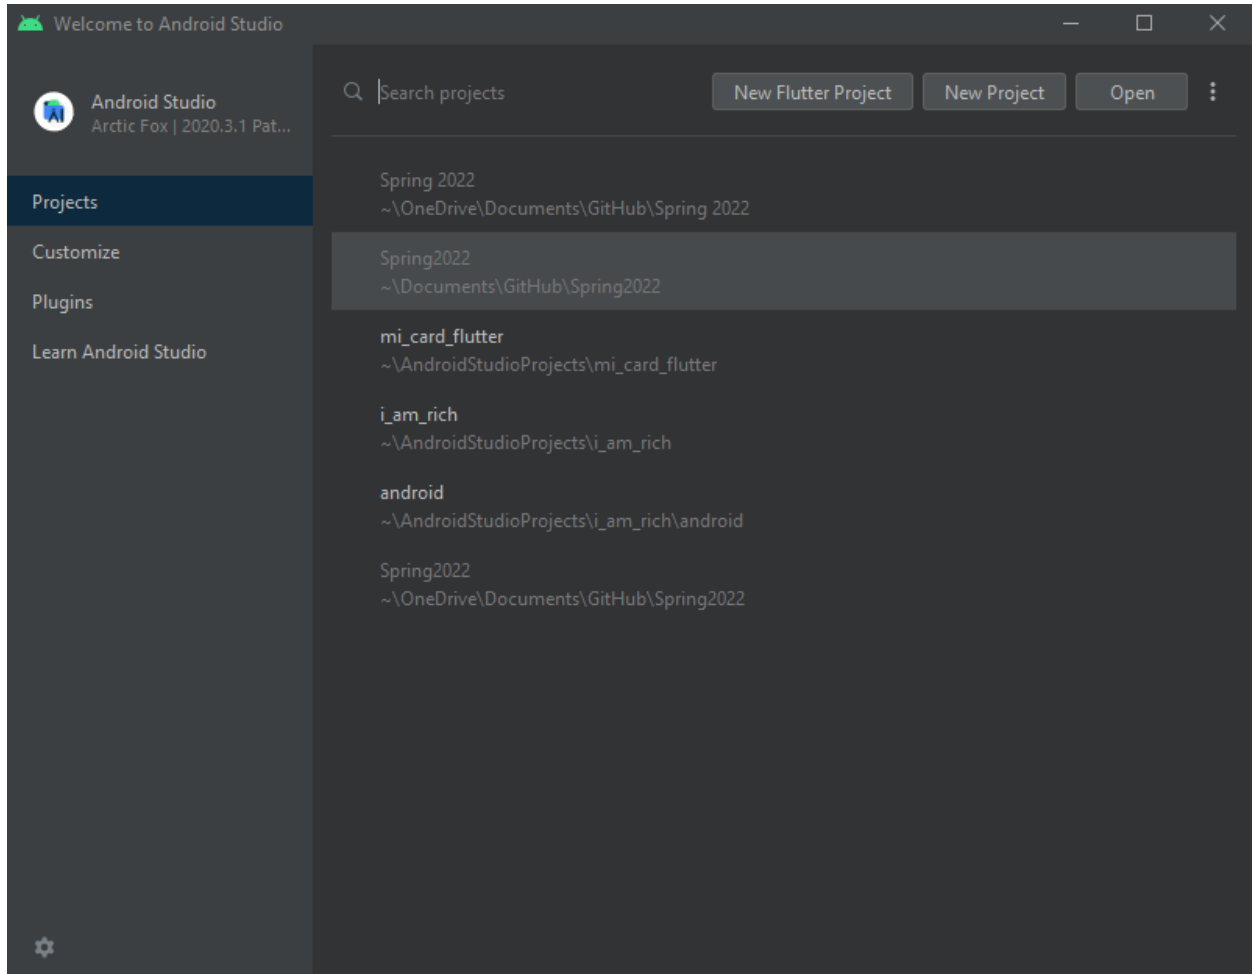 Welcome to Android Studio
Android Studio
Arctic Fox | 2020.3.1 Pat...
Projects
Customize
Plugins
Learn Android Studio
Search projects
New Flutter Project
New Project
Open
Spring 2022
~\OneDrive\Documents\GitHub\Spring 2022
Spring2022
~\Documents\GitHub\Spring2022
mi_card_flutter
~\AndroidStudioProjects\mi_card_flutter
i_am_rich
~\AndroidStudioProjects\i_am_rich
android
~\AndroidStudioProjects\i_am_rich\android
Spring2022
~\OneDrive\Documents\GitHub\Spring2022